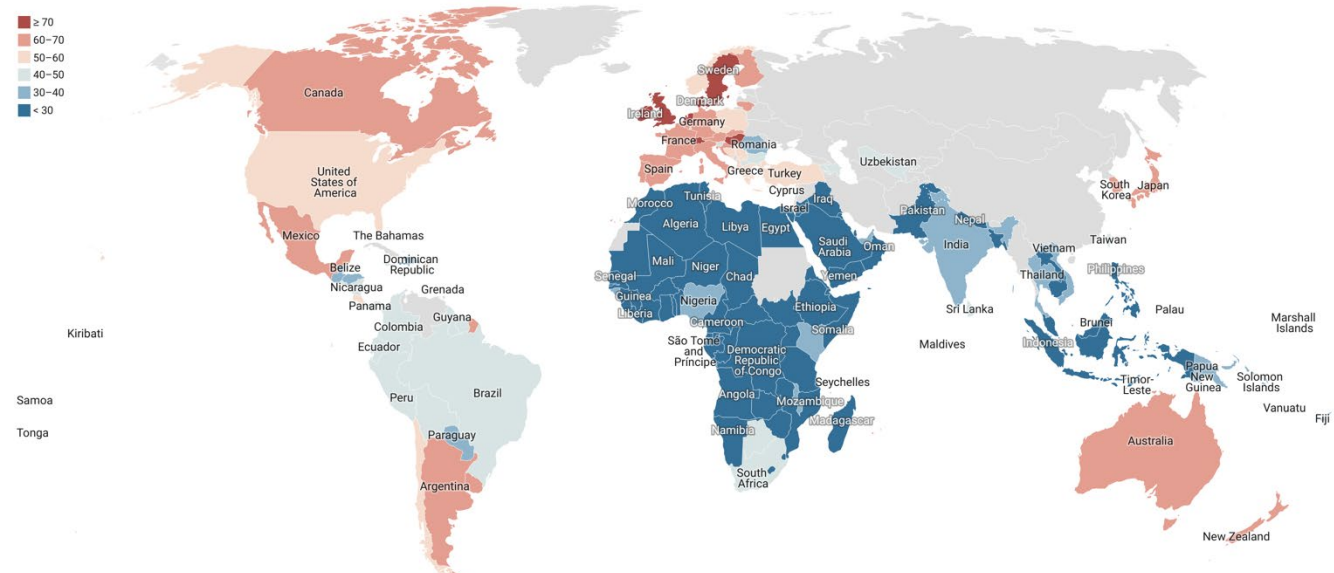 ≥ 70
60–70
50–60
40–50
30–40
< 30
Canada
United
States of
America
Mexico
The Bahamas
Belize
Dominican
Republic
Nicaragua
Grenada
Panama
Guyana
Colombia
Ecuador
Peru
Brazil
Paraguay
Argentina
Kiribati
Samoa
Tonga
Sweden
Denmark
Ireland
Germany
France
Romania
Spain
Greece
Turkey
Cyprus
Uzbekistan
Morocco
Tunisia
Israel
Iraq
Algeria
Libya
Egypt
Saudi
Arabia
Oman
Pakistan
Nepal
India
Mali
Niger
Chad
Yemen
Senegal
Guinea
Nigeria
Liberia
Cameroon
Ethiopia
Somalia
São Tome
and
Príncipe
Democratic
Republic
of Congo
Seychelles
Angola
Mozambique
Madagascar
Namibia
South
Africa
South
Korea
Japan
Taiwan
Vietnam
Thailand
Philippines
Sri Lanka
Maldives
Brunei
Palau
Indonesia
Marshall
Islands
Papua
New
Guinea
Timor-
Leste
Solomon
Islands
Vanuatu
Fiji
Australia
New Zealand